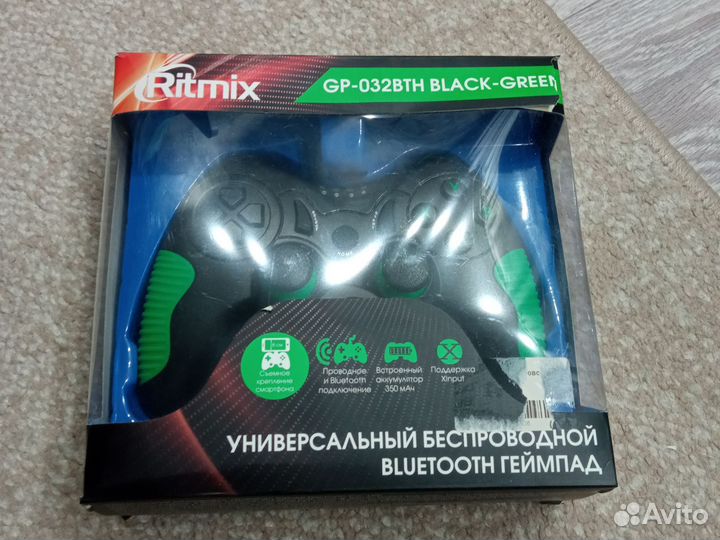 Ritmix
GP-032BTH BLACK-GREEN
Съемное
крепление
смартфона
Проводное
и Bluetooth
подключение
Встроенный
аккумулятор
350 мАч
Поддержка
XInput
УНИВЕРСАЛЬНЫЙ БЕСПРОВОДНОЙ
BLUETOOTH ГЕЙМПАД
Avito